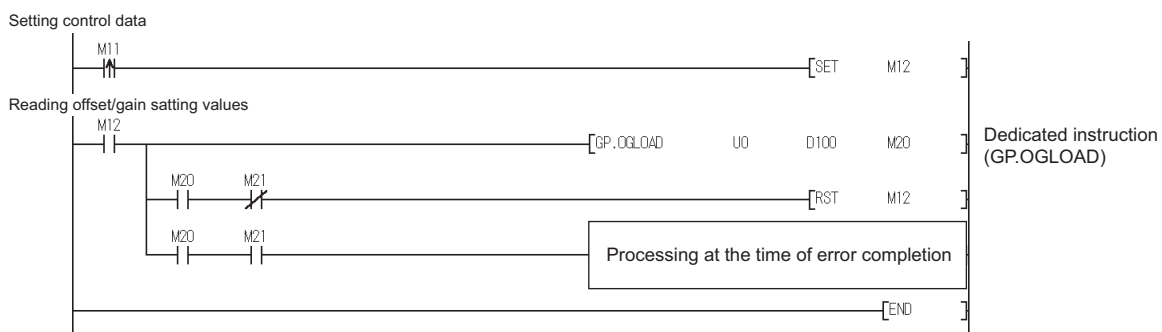 Setting control data
M11
SET M12
Reading offset/gain satting values
M12
GP.OGLOAD U0 D100 M20
Dedicated instruction
(GP.OGLOAD)
M20 M21
RST M12
M20 M21
Processing at the time of error completion
END